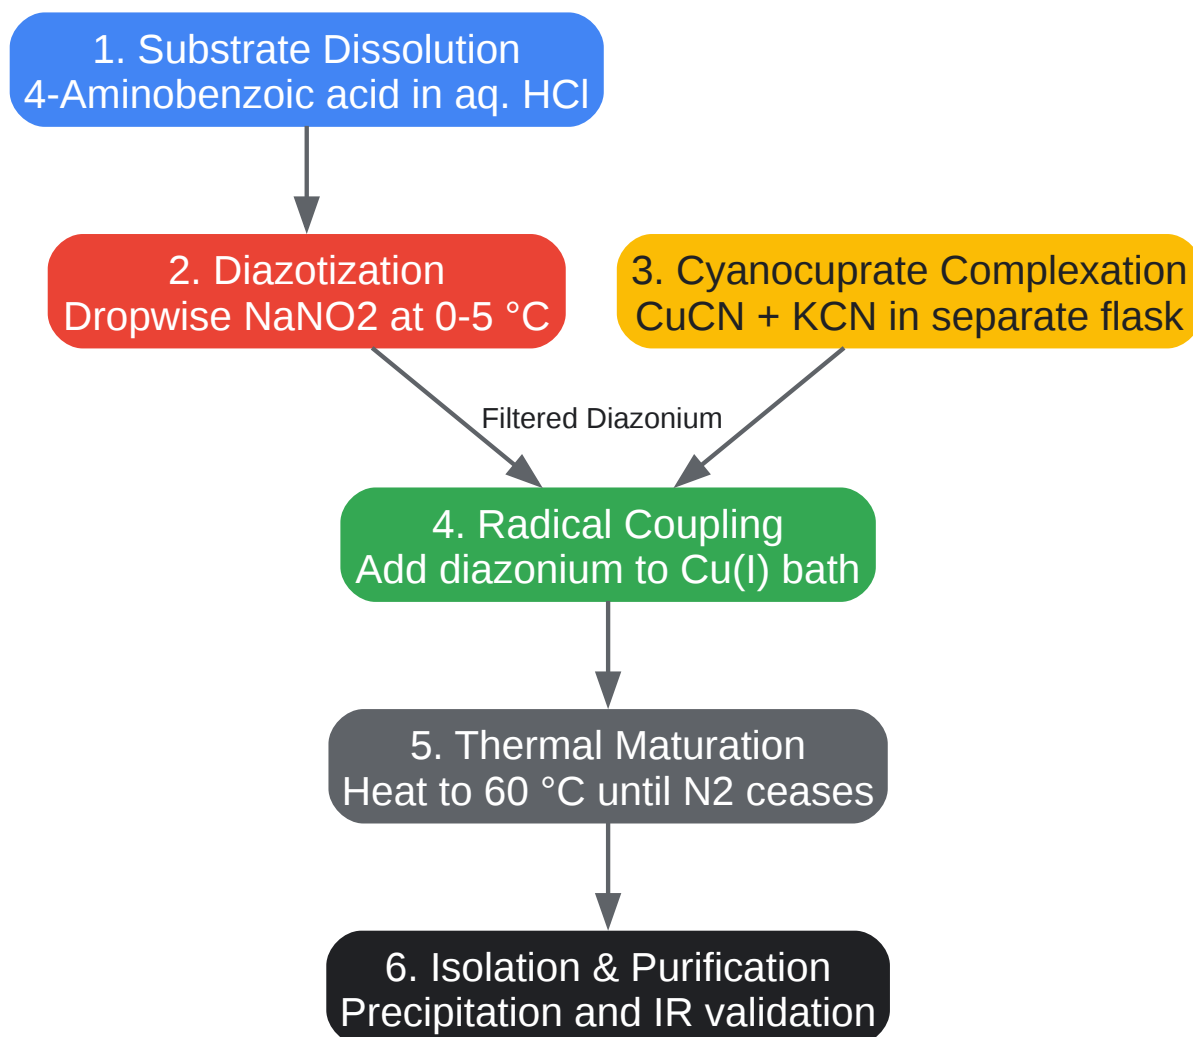 1. Substrate Dissolution
4-Aminobenzoic acid in aq. HCl
2. Diazotization
Dropwise NaNO2 at 0-5 °C
3. Cyanocuprate Complexation
CuCN + KCN in separate flask
Filtered Diazonium
4. Radical Coupling
Add diazonium to Cu(I) bath
5. Thermal Maturation
Heat to 60 °C until N2 ceases
6. Isolation & Purification
Precipitation and IR validation